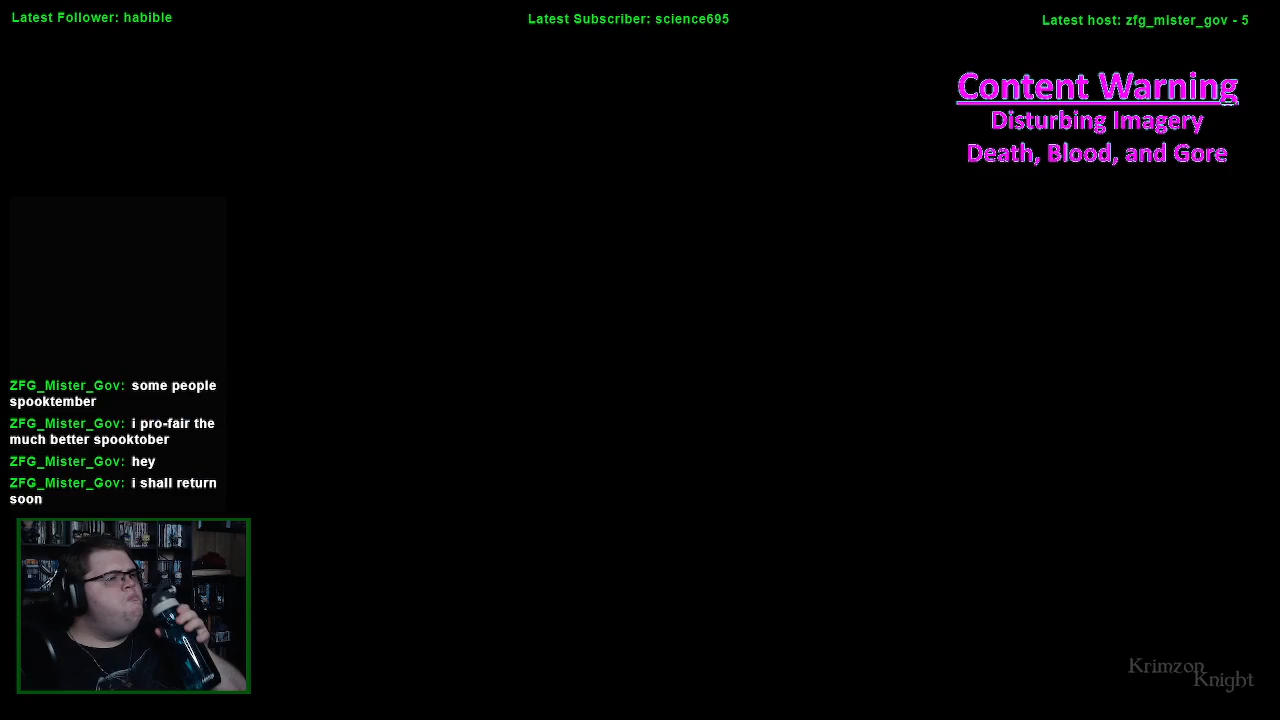 Latest Follower: habible
Latest Subscriber: science695
Latest host: zfg_mister_gov - 5
Content Warning
Disturbing Imagery
Death, Blood, and Gore
ZFG_Mister_Gov: some people
spooktember
ZFG_Mister_Gov: i pro-fair the
much better spooktober
ZFG_Mister_Gov: hey
ZFG_Mister_Gov: i shall return
soon
Krimzon
Knight